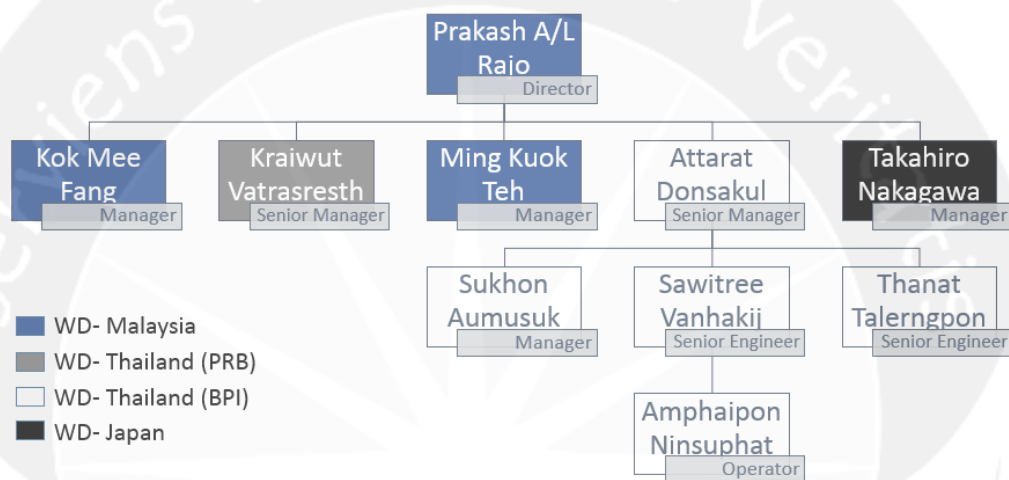 Prakash A/L
Rajo
Director
Kok Mee
Fang
Manager
Kraiwut
Vatrasresth
Senior Manager
Ming Kuok
Teh
Manager
Attarat
Donsakul
Senior Manager
Takahiro
Nakagawa
Manager
Sukhon
Aumusuk
Manager
Sawitree
Vanhakij
Senior Engineer
Thanat
Talerngpon
Senior Engineer
Amphaipon
Ninsuphat
Operator
WD- Malaysia
WD- Thailand (PRB)
WD- Thailand (BPI)
WD- Japan